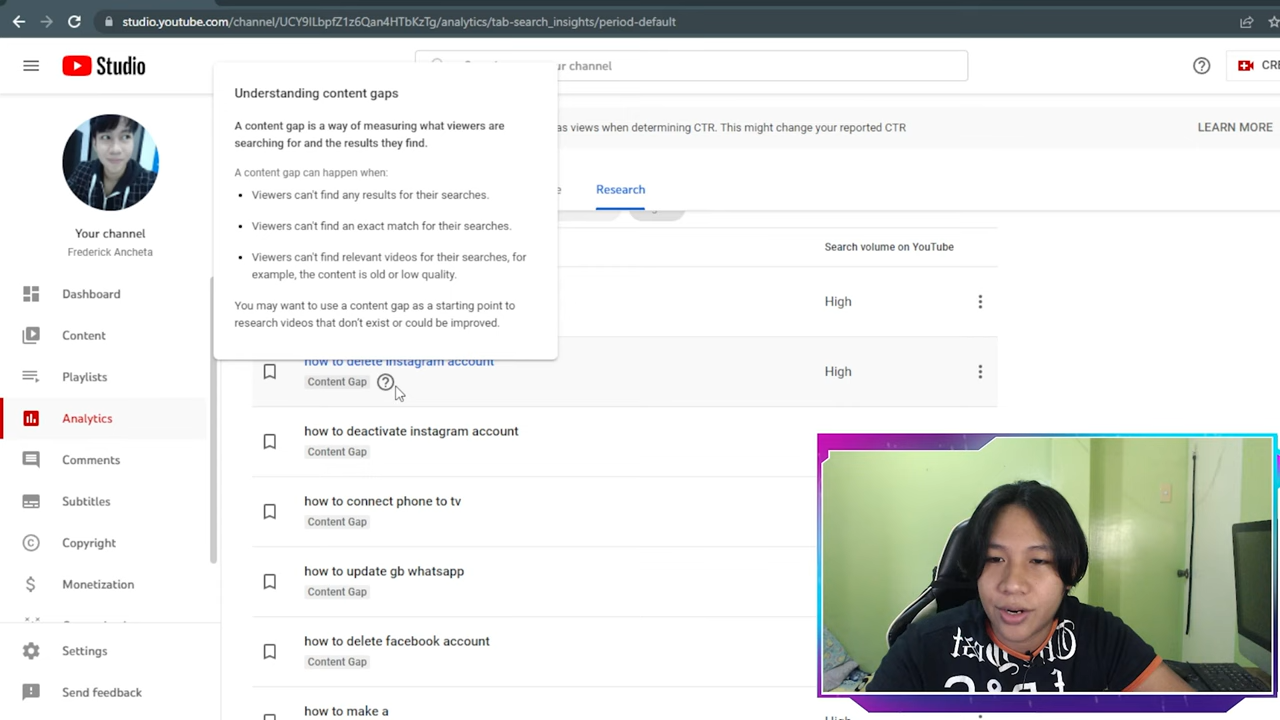 studio.youtube.com/channel/UCY9ILbpfZ1z6Qan4HTbKzTg/analytics/tab-search_insights/period-default
Studio
ur channel
CRE
Understanding content gaps
A content gap is a way of measuring what viewers are
searching for and the results they find.
A content gap can happen when:
• Viewers can't find any results for their searches.
• Viewers can't find an exact match for their searches.
• Viewers can't find relevant videos for their searches, for
example, the content is old or low quality.
You may want to use a content gap as a starting point to
research videos that don't exist or could be improved.
as views when determining CTR. This might change your reported CTR
LEARN MORE
Research
Your channel
Frederick Ancheta
Dashboard
Content
Playlists
Analytics
Comments
Subtitles
Copyright
Monetization
Settings
Send feedback
Search volume on YouTube
High
how to delete instagram account
Content Gap
High
how to deactivate instagram account
Content Gap
how to connect phone to tv
Content Gap
how to update gb whatsapp
Content Gap
how to delete facebook account
Content Gap
how to make a
High